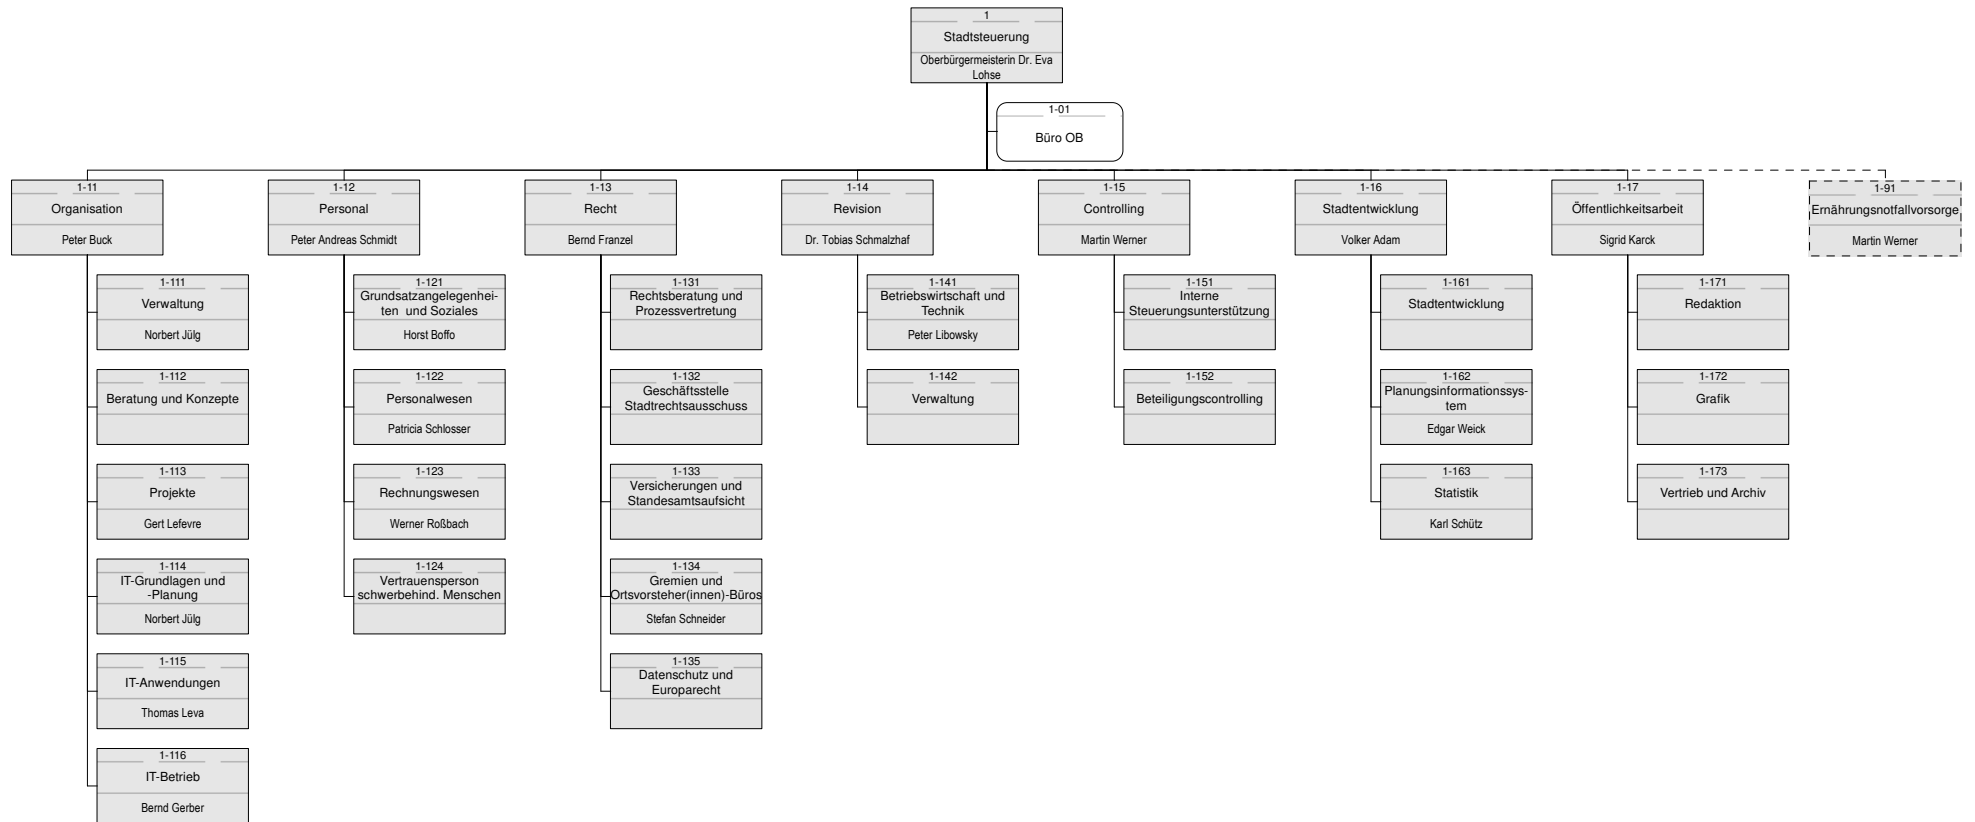 1
Stadtsteuerung
Oberbürgermeisterin Dr. Eva
Lohse
1-01
Büro OB
1-11
Organisation
Peter Buck
1-12
Personal
Peter Andreas Schmidt
1-13
Recht
Bernd Franzel
1-14
Revision
Dr. Tobias Schmalzhaf
1-15
Controlling
Martin Werner
1-16
Stadtentwicklung
Volker Adam
1-17
Öffentlichkeitsarbeit
Sigrid Karck
1-91
Ernährungsnotfallvorsorge
Martin Werner
1-111
Verwaltung
Norbert Jülg
1-112
Beratung und Konzepte
1-113
Projekte
Gert Lefevre
1-114
IT-Grundlagen und
-Planung
Norbert Jülg
1-115
IT-Anwendungen
Thomas Leva
1-116
IT-Betrieb
Bernd Gerber
1-121
Grundsatzangelegenhei-
ten und Soziales
Horst Boffo
1-122
Personalwesen
Patricia Schlosser
1-123
Rechnungswesen
Werner Roßbach
1-124
Vertrauensperson
schwerbehind. Menschen
1-131
Rechtsberatung und
Prozessvertretung
1-132
Geschäftsstelle
Stadtrechtsausschuss
1-133
Versicherungen und
Standesamtsaufsicht
1-134
Gremien und
Ortsvorsteher(innen)-Büros
Stefan Schneider
1-135
Datenschutz und
Europarecht
1-141
Betriebswirtschaft und
Technik
Peter Libowsky
1-142
Verwaltung
1-151
Interne
Steuerungsunterstützung
1-152
Beteiligungscontrolling
1-161
Stadtentwicklung
1-162
Planungsinformationssys-
tem
Edgar Weick
1-163
Statistik
Karl Schütz
1-171
Redaktion
1-172
Grafik
1-173
Vertrieb und Archiv